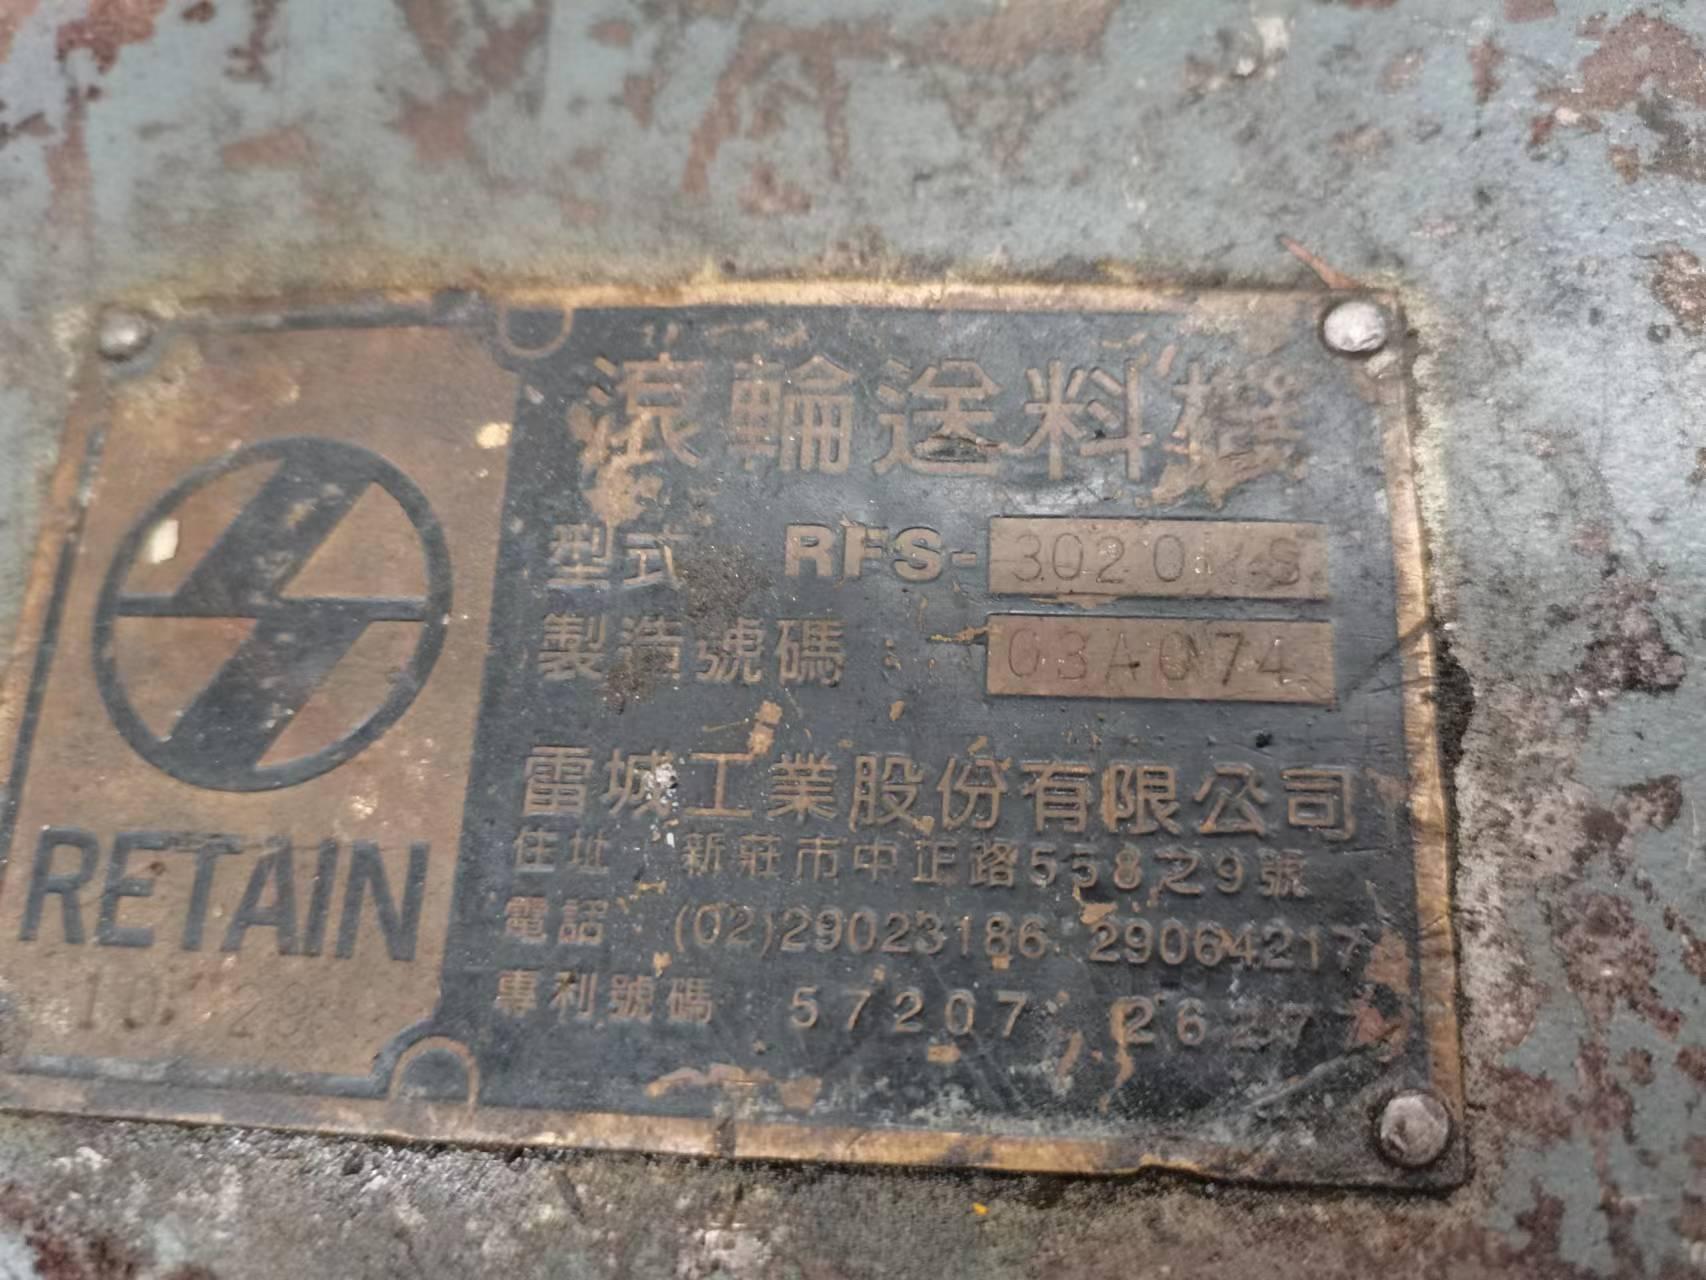 滾輪送料機
型式 RFS-3020 S
製造號碼： 03A074
雷城工業股份有限公司
住址 新莊市中正路558之29號
電話 (02)29023186 29064217
專利號碼 57207 26277
RETAIN